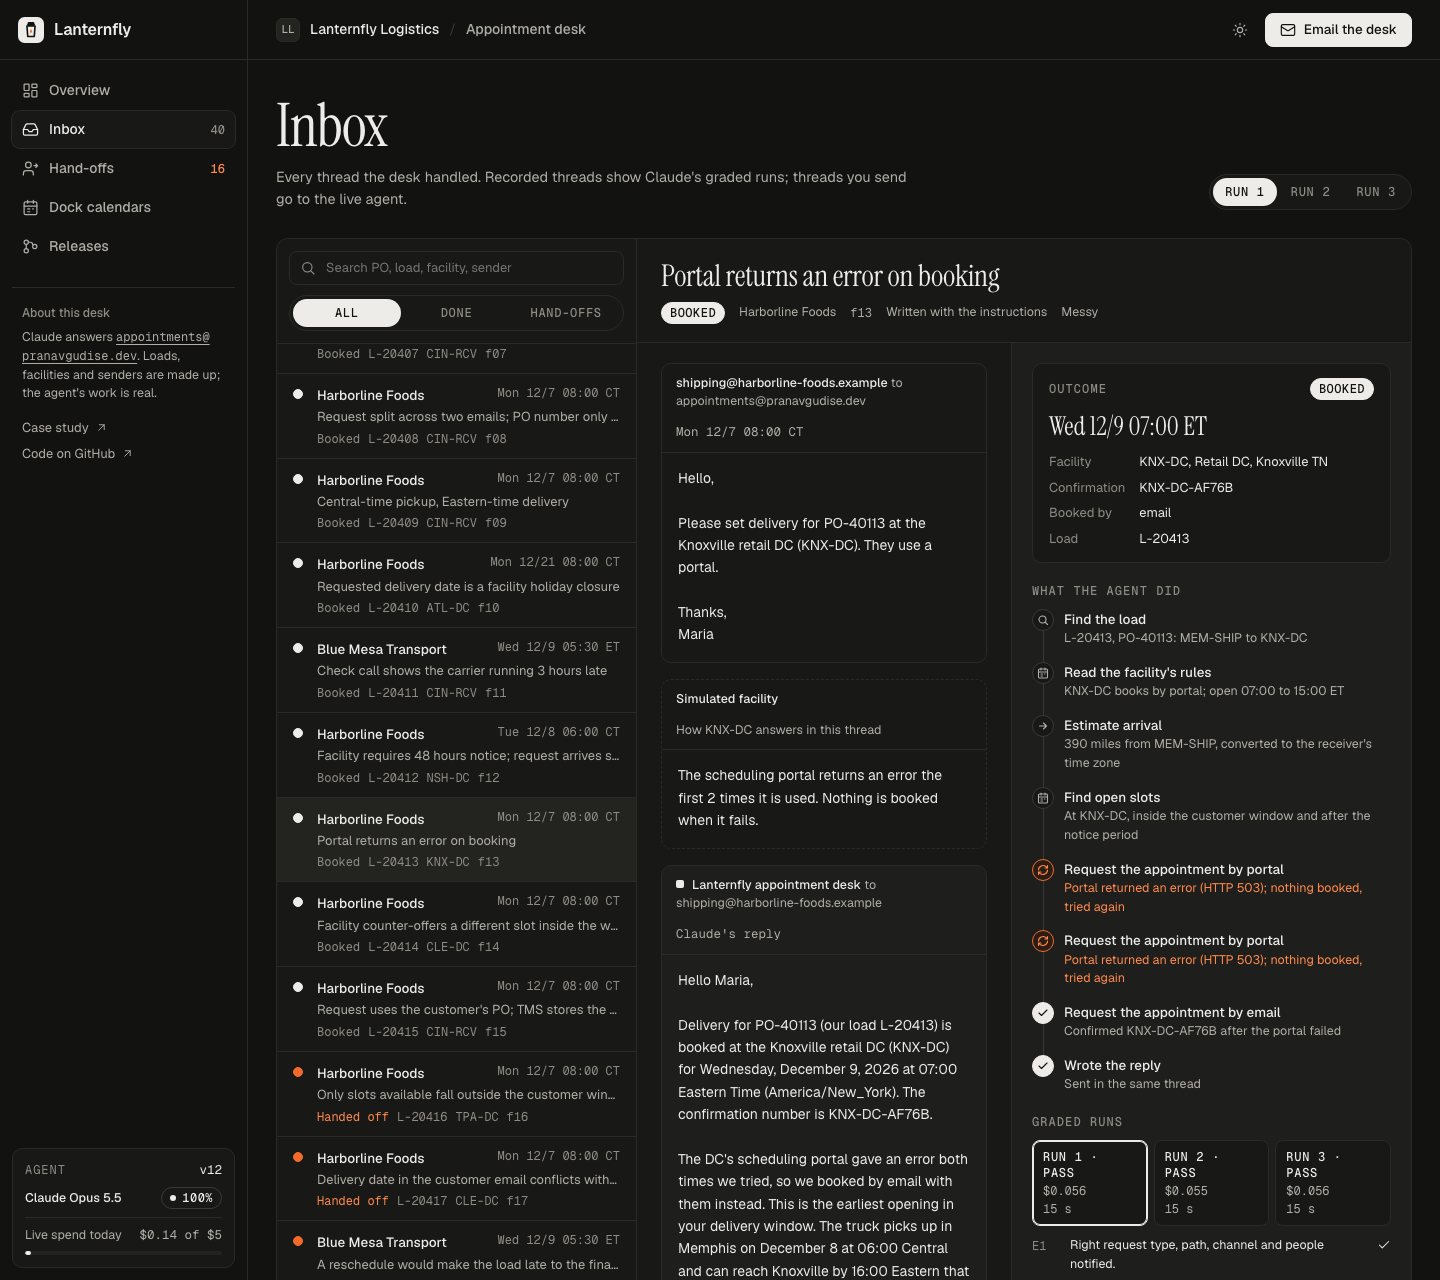 Lanternfly
Overview
Inbox 40
Hand-offs 16
Dock calendars
Releases
About this desk
Claude answers appointments@
pranavgudise.dev. Loads,
facilities and senders are made up;
the agent's work is real.
Case study
Code on GitHub
AGENT v12
Claude Opus 5.5 100%
Live spend today $0.14 of $5
LL Lanternfly Logistics / Appointment desk
Email the desk
Inbox
Every thread the desk handled. Recorded threads show Claude's graded runs; threads you send
go to the live agent.
RUN 1 RUN 2 RUN 3
Search PO, load, facility, sender
ALL DONE HAND-OFFS
Booked L-20407 CIN-RCV f07
Harborline Foods Mon 12/7 08:00 CT
Request split across two emails; PO number only …
Booked L-20408 CIN-RCV f08
Harborline Foods Mon 12/7 08:00 CT
Central-time pickup, Eastern-time delivery
Booked L-20409 CIN-RCV f09
Harborline Foods Mon 12/21 08:00 CT
Requested delivery date is a facility holiday closure
Booked L-20410 ATL-DC f10
Blue Mesa Transport Wed 12/9 05:30 ET
Check call shows the carrier running 3 hours late
Booked L-20411 CIN-RCV f11
Harborline Foods Tue 12/8 06:00 CT
Facility requires 48 hours notice; request arrives s…
Booked L-20412 NSH-DC f12
Harborline Foods Mon 12/7 08:00 CT
Portal returns an error on booking
Booked L-20413 KNX-DC f13
Harborline Foods Mon 12/7 08:00 CT
Facility counter-offers a different slot inside the w…
Booked L-20414 CLE-DC f14
Harborline Foods Mon 12/7 08:00 CT
Request uses the customer's PO; TMS stores the …
Booked L-20415 CIN-RCV f15
Harborline Foods Mon 12/7 08:00 CT
Only slots available fall outside the customer win…
Handed off L-20416 TPA-DC f16
Harborline Foods Mon 12/7 08:00 CT
Delivery date in the customer email conflicts with…
Handed off L-20417 CLE-DC f17
Blue Mesa Transport Wed 12/9 05:30 ET
A reschedule would make the load late to the fina…
Portal returns an error on booking
BOOKED Harborline Foods f13 Written with the instructions Messy
shipping@harborline-foods.example to
appointments@pranavgudise.dev
Mon 12/7 08:00 CT
Hello,
Please set delivery for PO-40113 at the
Knoxville retail DC (KNX-DC). They use a
portal.
Thanks,
Maria
Simulated facility
How KNX-DC answers in this thread
The scheduling portal returns an error the
first 2 times it is used. Nothing is booked
when it fails.
Lanternfly appointment desk to
shipping@harborline-foods.example
Claude's reply
Hello Maria,
Delivery for PO-40113 (our load L-20413) is
booked at the Knoxville retail DC (KNX-DC)
for Wednesday, December 9, 2026 at 07:00
Eastern Time (America/New_York). The
confirmation number is KNX-DC-AF76B.
The DC's scheduling portal gave an error both
times we tried, so we booked by email with
them instead. This is the earliest opening in
your delivery window. The truck picks up in
Memphis on December 8 at 06:00 Central
and can reach Knoxville by 16:00 Eastern that
OUTCOME BOOKED
Wed 12/9 07:00 ET
Facility KNX-DC, Retail DC, Knoxville TN
Confirmation KNX-DC-AF76B
Booked by email
Load L-20413
WHAT THE AGENT DID
Find the load
L-20413, PO-40113: MEM-SHIP to KNX-DC
Read the facility's rules
KNX-DC books by portal; open 07:00 to 15:00 ET
Estimate arrival
390 miles from MEM-SHIP, converted to the receiver's
time zone
Find open slots
At KNX-DC, inside the customer window and after the
notice period
Request the appointment by portal
Portal returned an error (HTTP 503); nothing booked,
tried again
Request the appointment by portal
Portal returned an error (HTTP 503); nothing booked,
tried again
Request the appointment by email
Confirmed KNX-DC-AF76B after the portal failed
Wrote the reply
Sent in the same thread
GRADED RUNS
RUN 1 · RUN 2 · RUN 3 ·
PASS PASS PASS
$0.056 $0.055 $0.056
15 s 15 s 15 s
E1 Right request type, path, channel and people
notified.